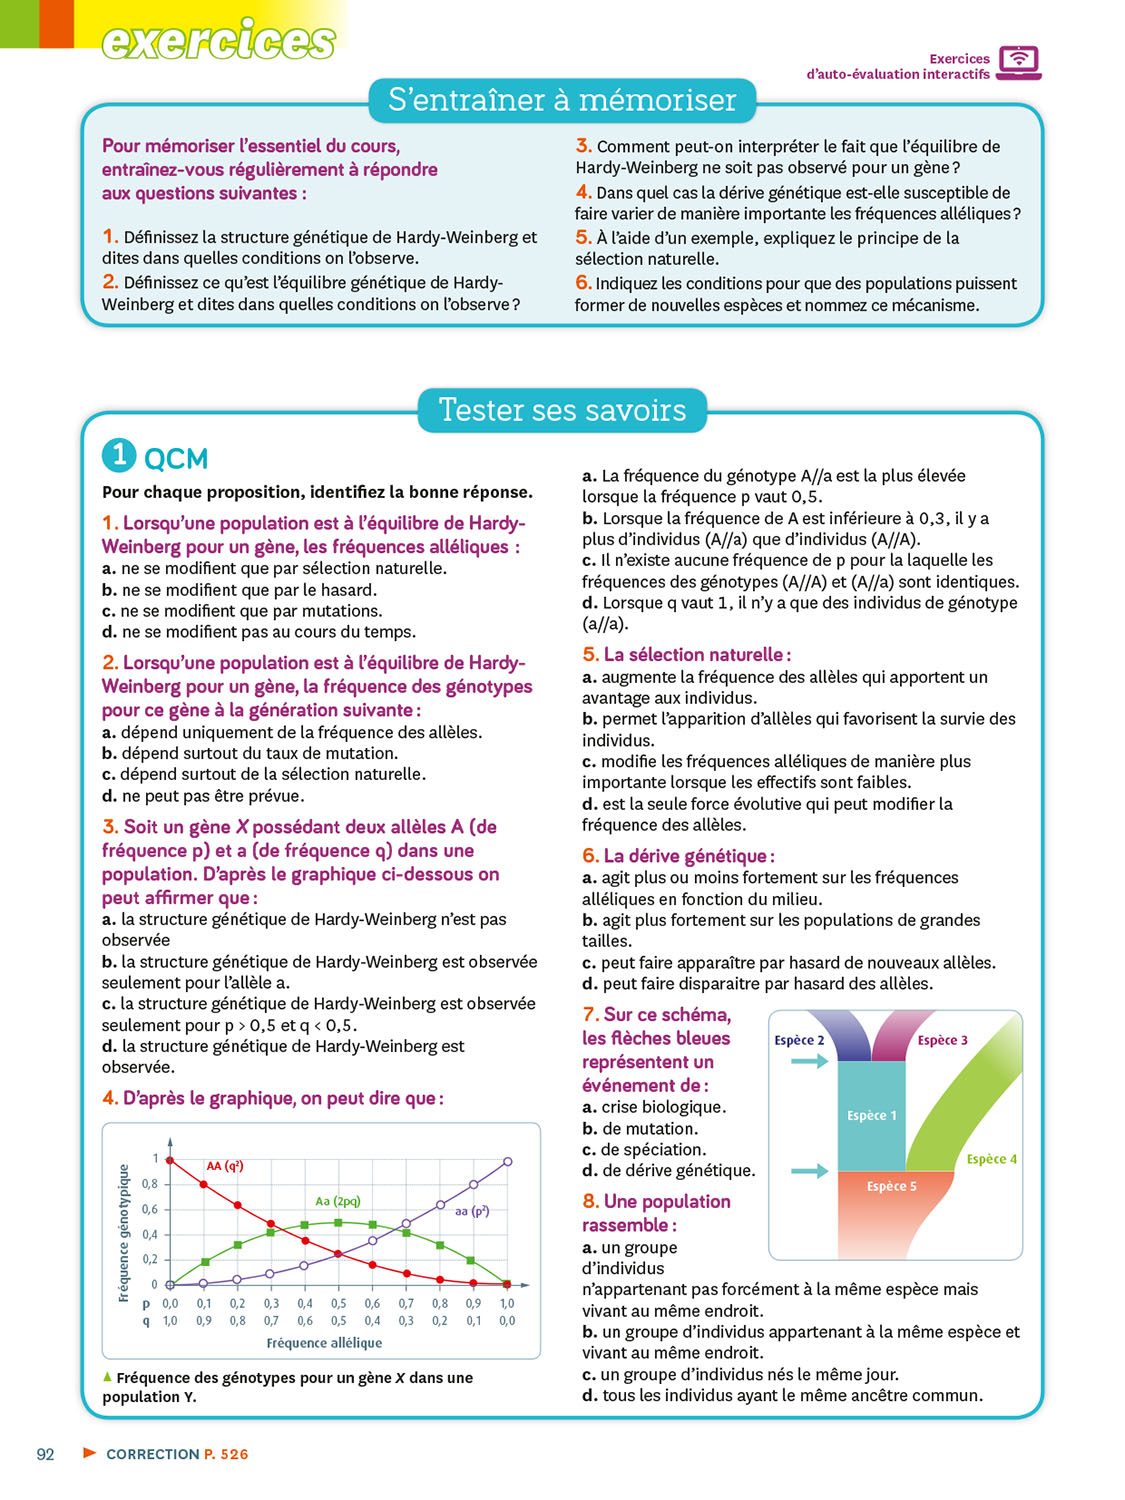 exercices
Exercices
d'auto-évaluation interactifs
S'entraîner à mémoriser
Pour mémoriser l'essentiel du cours,
entraînez-vous régulièrement à répondre
aux questions suivantes :
1. Définissez la structure génétique de Hardy-Weinberg et
dites dans quelles conditions on l'observe.
2. Définissez ce qu'est l'équilibre génétique de Hardy-
Weinberg et dites dans quelles conditions on l'observe ?
3. Comment peut-on interpréter le fait que l'équilibre de
Hardy-Weinberg ne soit pas observé pour un gène ?
4. Dans quel cas la dérive génétique est-elle susceptible de
faire varier de manière importante les fréquences alléliques ?
5. À l'aide d'un exemple, expliquez le principe de la
sélection naturelle.
6. Indiquez les conditions pour que des populations puissent
former de nouvelles espèces et nommez ce mécanisme.
Tester ses savoirs
1 QCM
Pour chaque proposition, identifiez la bonne réponse.
1. Lorsqu'une population est à l'équilibre de Hardy-
Weinberg pour un gène, les fréquences alléliques :
a. ne se modifient que par sélection naturelle.
b. ne se modifient que par le hasard.
c. ne se modifient que par mutations.
d. ne se modifient pas au cours du temps.
2. Lorsqu'une population est à l'équilibre de Hardy-
Weinberg pour un gène, la fréquence des génotypes
pour ce gène à la génération suivante :
a. dépend uniquement de la fréquence des allèles.
b. dépend surtout du taux de mutation.
c. dépend surtout de la sélection naturelle.
d. ne peut pas être prévue.
3. Soit un gène X possédant deux allèles A (de
fréquence p) et a (de fréquence q) dans une
population. D'après le graphique ci-dessous on
peut affirmer que :
a. la structure génétique de Hardy-Weinberg n'est pas
observée
b. la structure génétique de Hardy-Weinberg est observée
seulement pour l'allèle a.
c. la structure génétique de Hardy-Weinberg est observée
seulement pour p > 0,5 et q < 0,5.
d. la structure génétique de Hardy-Weinberg est
observée.
4. D'après le graphique, on peut dire que :
Fréquence génotypique
1
0,8
0,6
0,4
0,2
0
AA (q²)
Aa (2pq)
aa (p²)
p 0,0 0,1 0,2 0,3 0,4 0,5 0,6 0,7 0,8 0,9 1,0
q 1,0 0,9 0,8 0,7 0,6 0,5 0,4 0,3 0,2 0,1 0,0
Fréquence allélique
Fréquence des génotypes pour un gène X dans une
population Y.
a. La fréquence du génotype A//a est la plus élevée
lorsque la fréquence p vaut 0,5.
b. Lorsque la fréquence de A est inférieure à 0,3, il y a
plus d'individus (A//a) que d'individus (A//A).
c. Il n'existe aucune fréquence de p pour la laquelle les
fréquences des génotypes (A//A) et (A//a) sont identiques.
d. Lorsque q vaut 1, il n'y a que des individus de génotype
(a//a).
5. La sélection naturelle :
a. augmente la fréquence des allèles qui apportent un
avantage aux individus.
b. permet l'apparition d'allèles qui favorisent la survie des
individus.
c. modifie les fréquences alléliques de manière plus
importante lorsque les effectifs sont faibles.
d. est la seule force évolutive qui peut modifier la
fréquence des allèles.
6. La dérive génétique :
a. agit plus ou moins fortement sur les fréquences
alléliques en fonction du milieu.
b. agit plus fortement sur les populations de grandes
tailles.
c. peut faire apparaître par hasard de nouveaux allèles.
d. peut faire disparaitre par hasard des allèles.
7. Sur ce schéma,
les flèches bleues
représentent un
événement de :
a. crise biologique.
b. de mutation.
c. de spéciation.
d. de dérive génétique.
Espèce 2
Espèce 3
Espèce 1
Espèce 4
Espèce 5
8. Une population
rassemble :
a. un groupe
d'individus
n'appartenant pas forcément à la même espèce mais
vivant au même endroit.
b. un groupe d'individus appartenant à la même espèce et
vivant au même endroit.
c. un groupe d'individus nés le même jour.
d. tous les individus ayant le même ancêtre commun.
92 CORRECTION P. 526